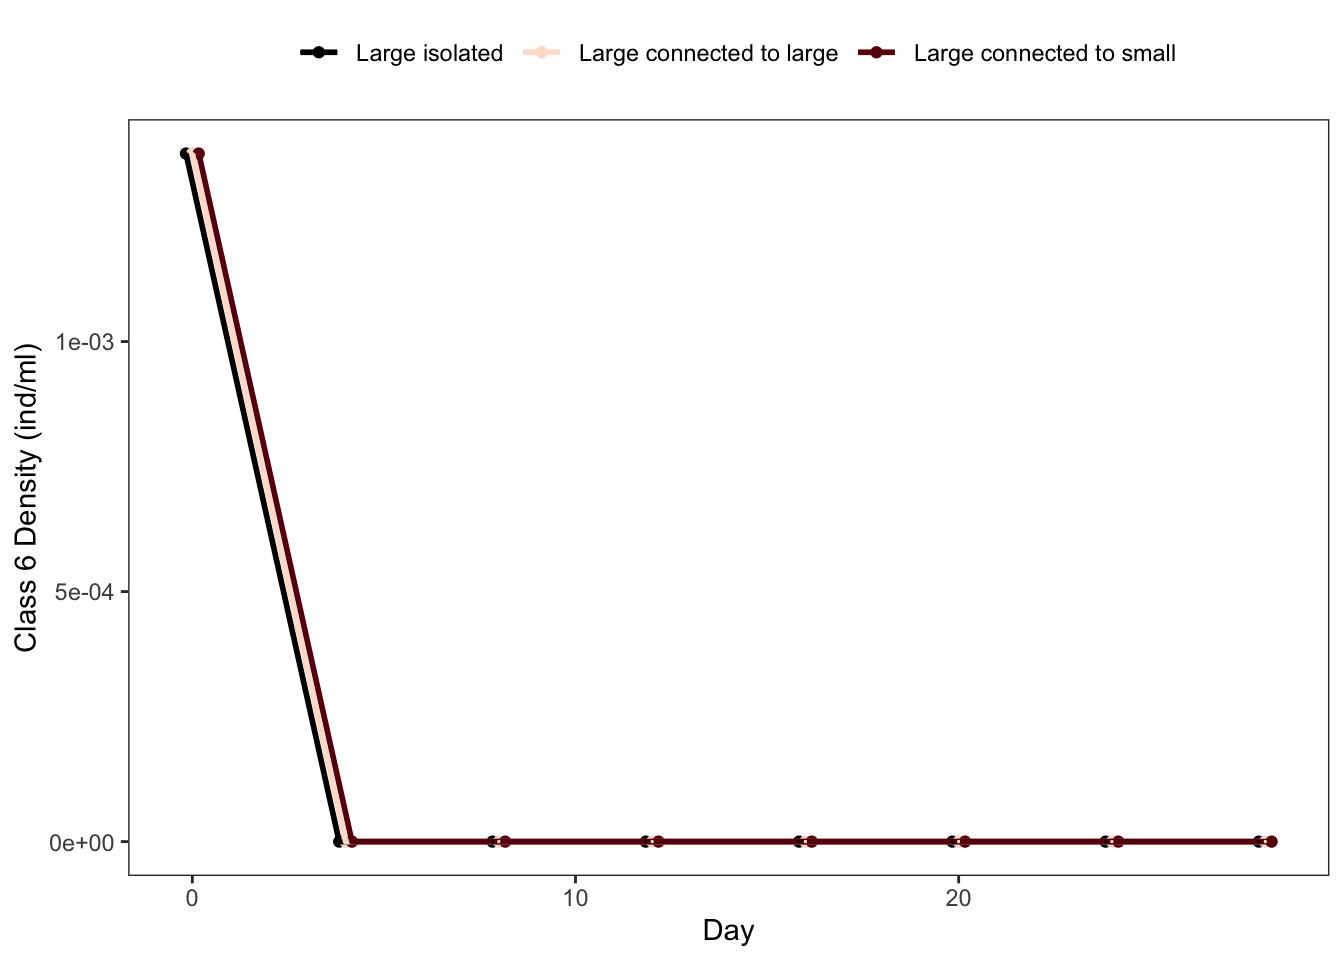 Large isolated Large connected to large Large connected to small
Class 6 Density (ind/ml)
1e-03
5e-04
0e+00
0 10 20
Day